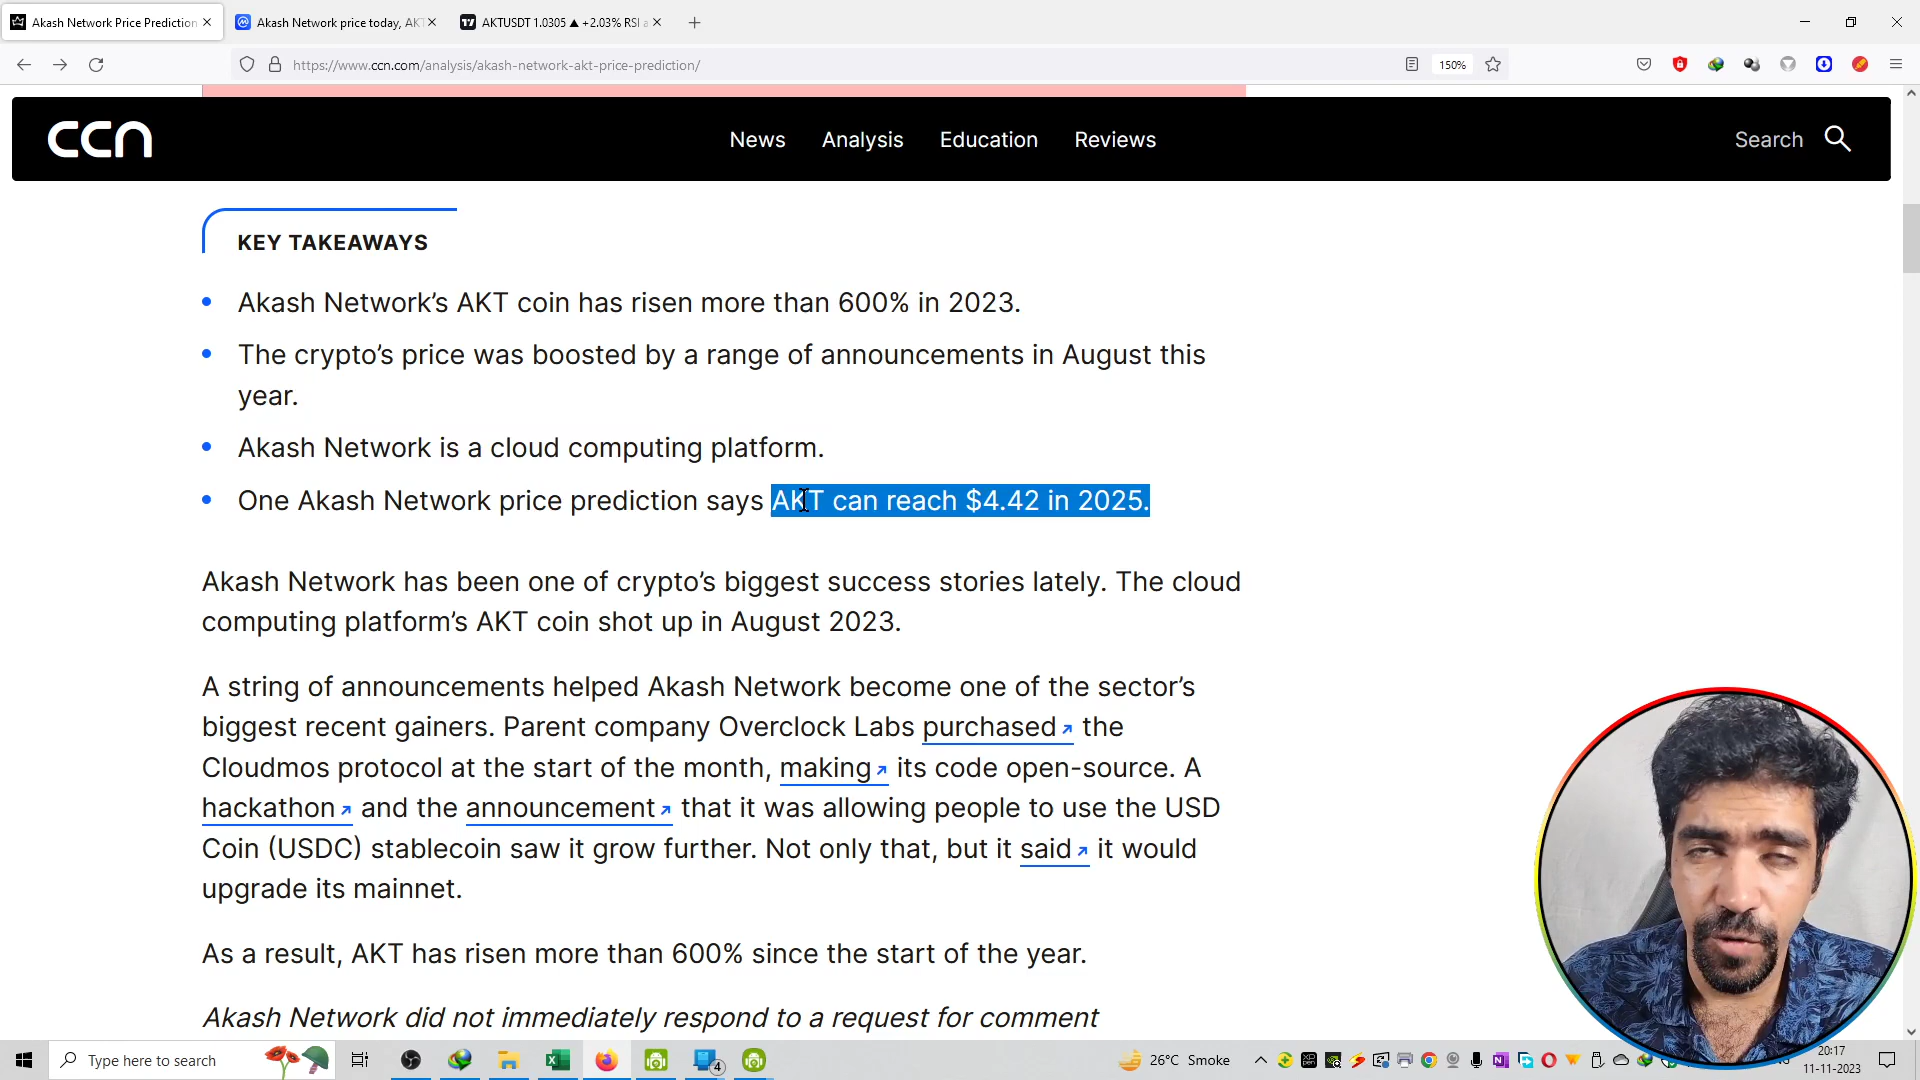 Akash Network Price Prediction
Akash Network price today, AKT
AKTUSDT 1.0305 ▲ +2.03% RSI a
https://www.ccn.com/analysis/akash-network-akt-price-prediction/
150%
ccn
News
Analysis
Education
Reviews
Search
KEY TAKEAWAYS
Akash Network’s AKT coin has risen more than 600% in 2023.
The crypto’s price was boosted by a range of announcements in August this
year.
Akash Network is a cloud computing platform.
One Akash Network price prediction says AKT can reach $4.42 in 2025.
Akash Network has been one of crypto’s biggest success stories lately. The cloud
computing platform’s AKT coin shot up in August 2023.
A string of announcements helped Akash Network become one of the sector’s
biggest recent gainers. Parent company Overclock Labs purchased the
Cloudmos protocol at the start of the month, making its code open-source. A
hackathon and the announcement that it was allowing people to use the USD
Coin (USDC) stablecoin saw it grow further. Not only that, but it said it would
upgrade its mainnet.
As a result, AKT has risen more than 600% since the start of the year.
Akash Network did not immediately respond to a request for comment
Type here to search
4
26°C Smoke
20:17
11-11-2023